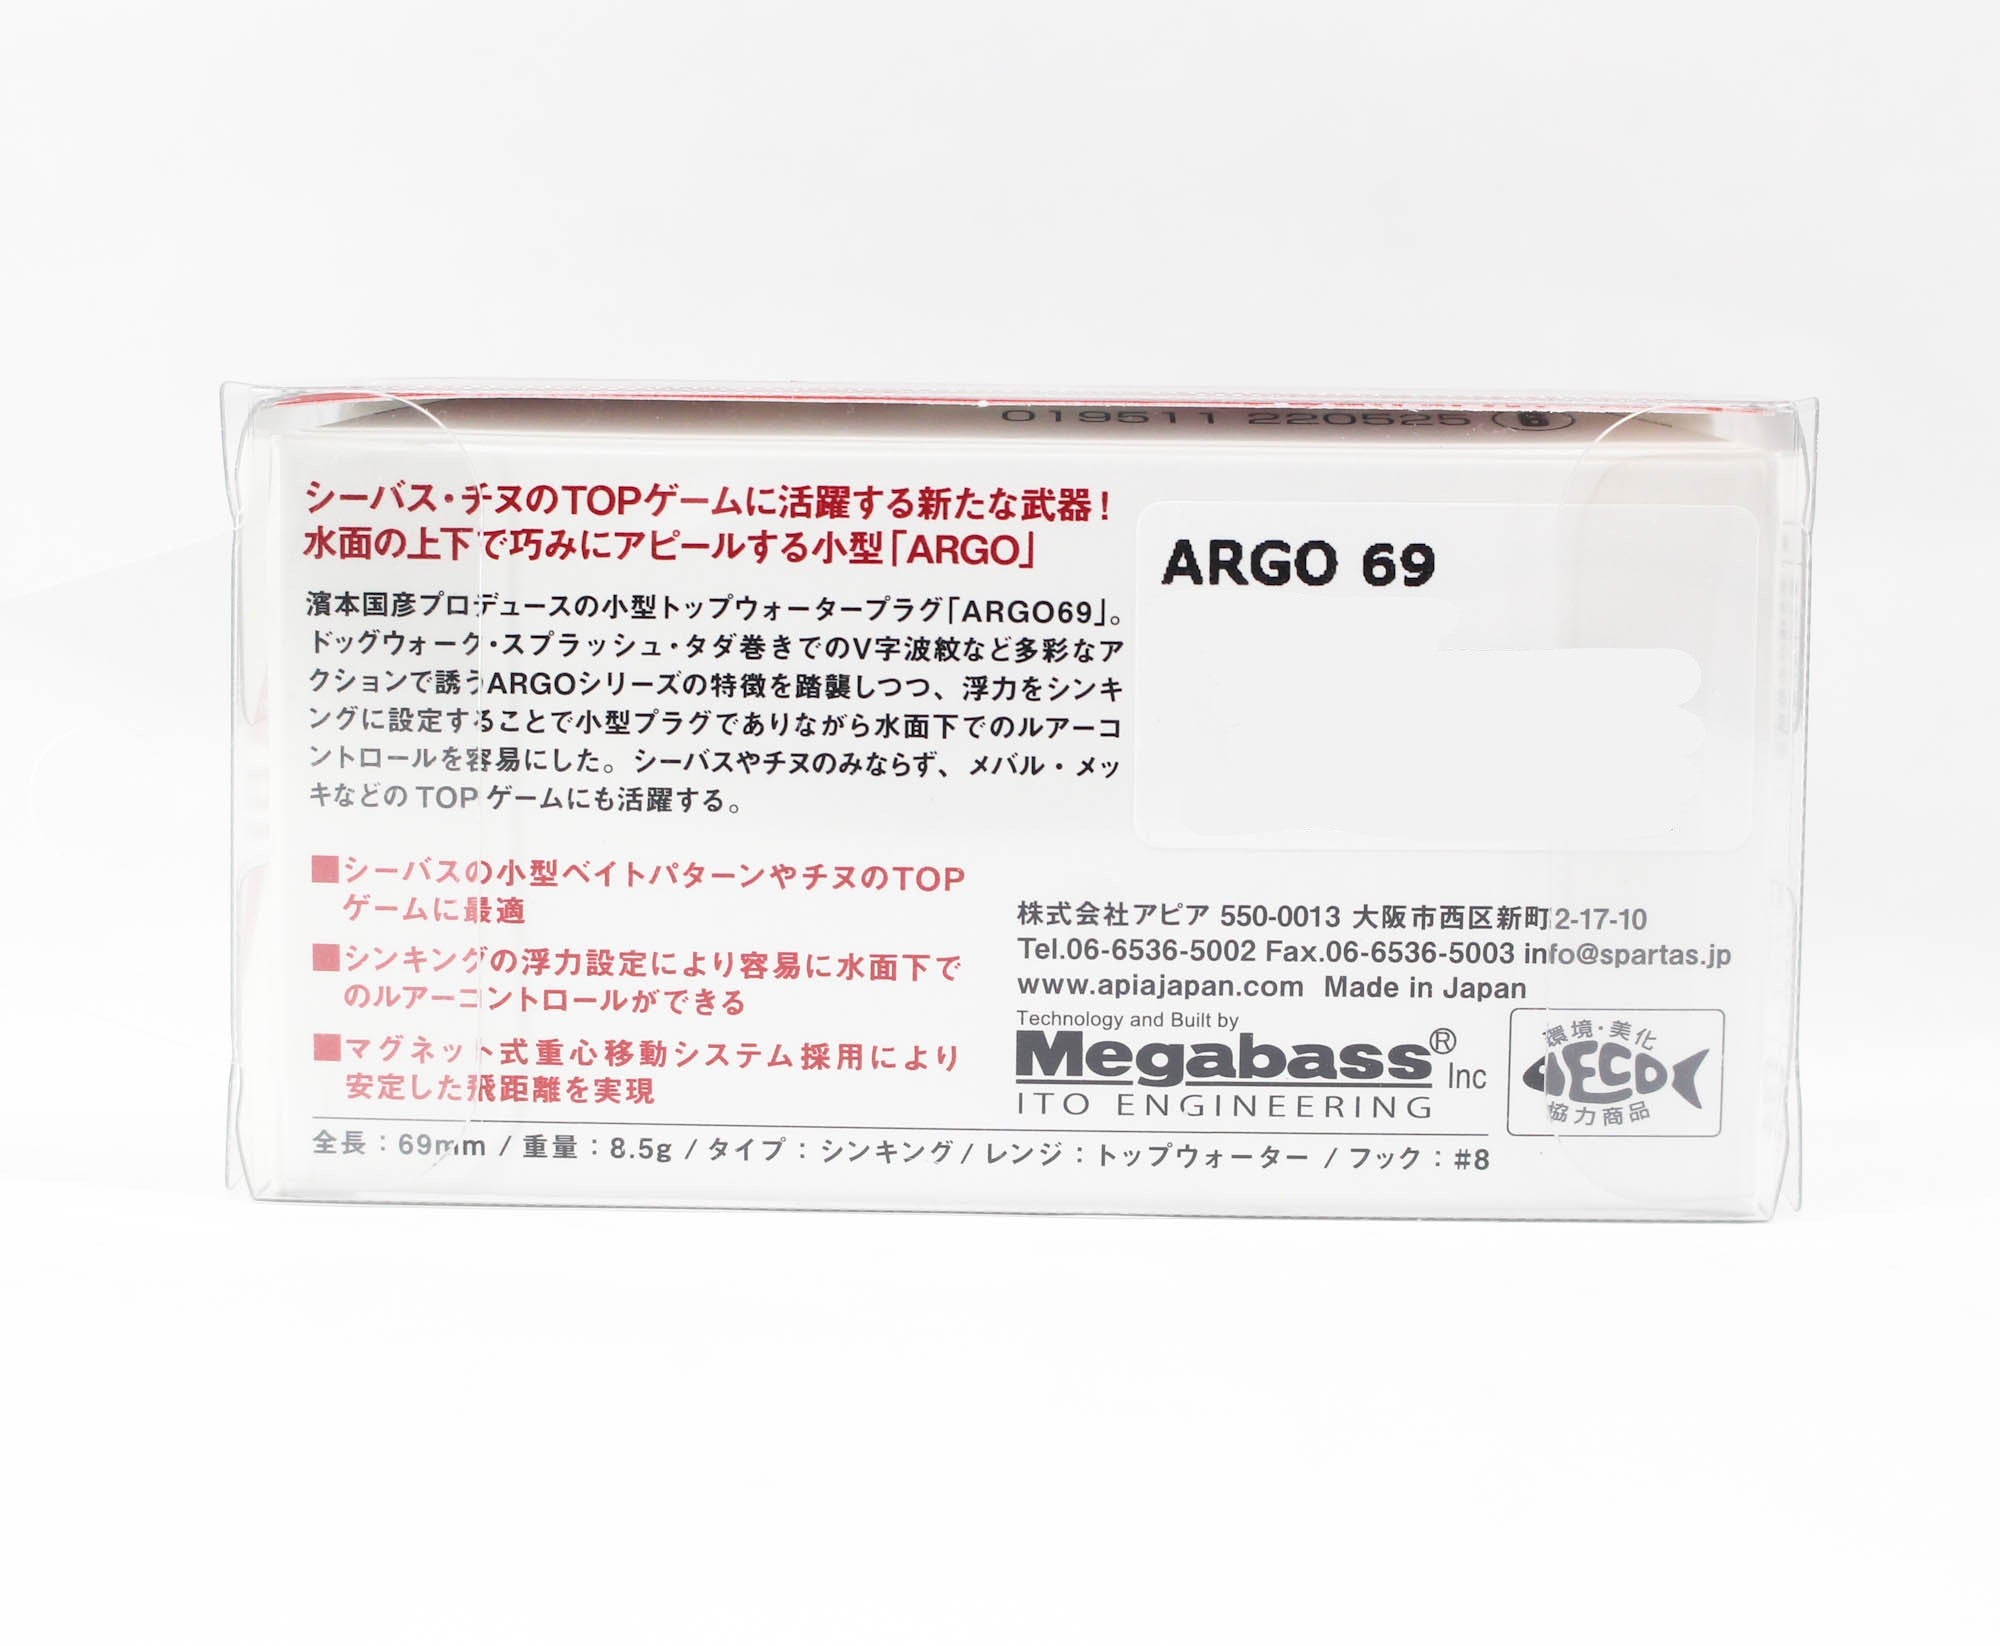 019511 220525
シーバス・チヌのTOPゲームに活躍する新たな武器！
水面の上下で巧みにアピールする小型「ARGO」
濱本国彦プロデュースの小型トップウォータープラグ「ARGO69」。
ドッグウォーク・スプラッシュ・タダ巻きでのV字波紋など多彩なア
クションで誘うARGOシリーズの特徴を踏襲しつつ、浮力をシンキ
ングに設定することで小型プラグでありながら水面下でのルアーコ
ントロールを容易にした。シーバスやチヌのみならず、メバル・メッ
キなどの TOP ゲームにも活躍する。
■シーバスの小型ベイトパターンやチヌのTOP
ゲームに最適
■シンキングの浮力設定により容易に水面下で
のルアーコントロールができる
■マグネット式重心移動システム採用により
安定した飛距離を実現
全長：69mm / 重量：8.5g / タイプ：シンキング / レンジ：トップウォーター / フック：#8
ARGO 69
株式会社アピア 550-0013 大阪市西区新町2-17-10
Tel.06-6536-5002 Fax.06-6536-5003 info@spartas.jp
www.apiajapan.com Made in Japan
Technology and Built by
Megabass® Inc
ITO ENGINEERING
環境・美化
ECO
協力商品